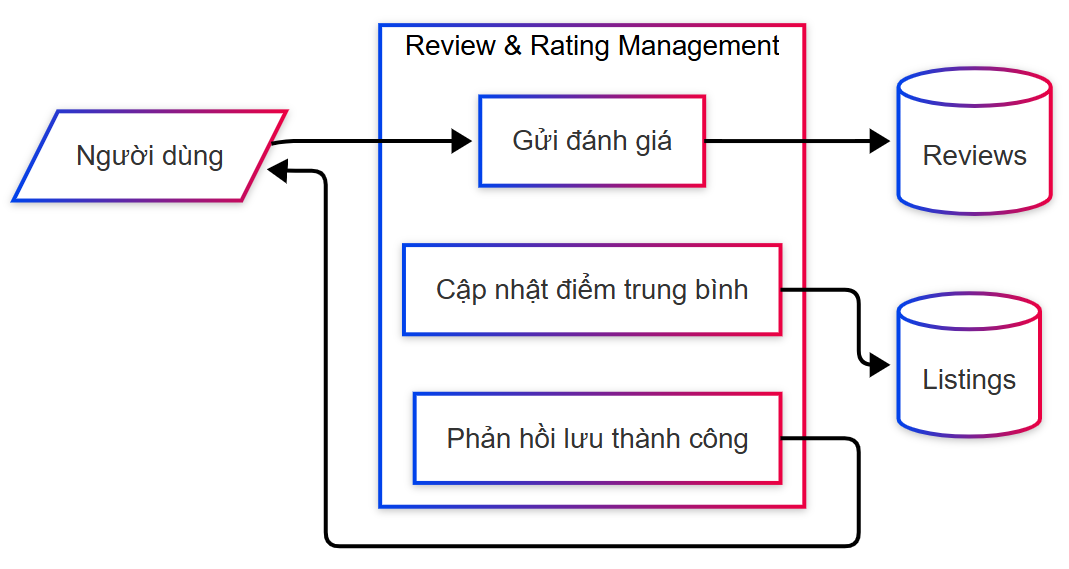 Review & Rating Management
Người dùng
Gửi đánh giá
Reviews
Cập nhật điểm trung bình
Listings
Phản hồi lưu thành công